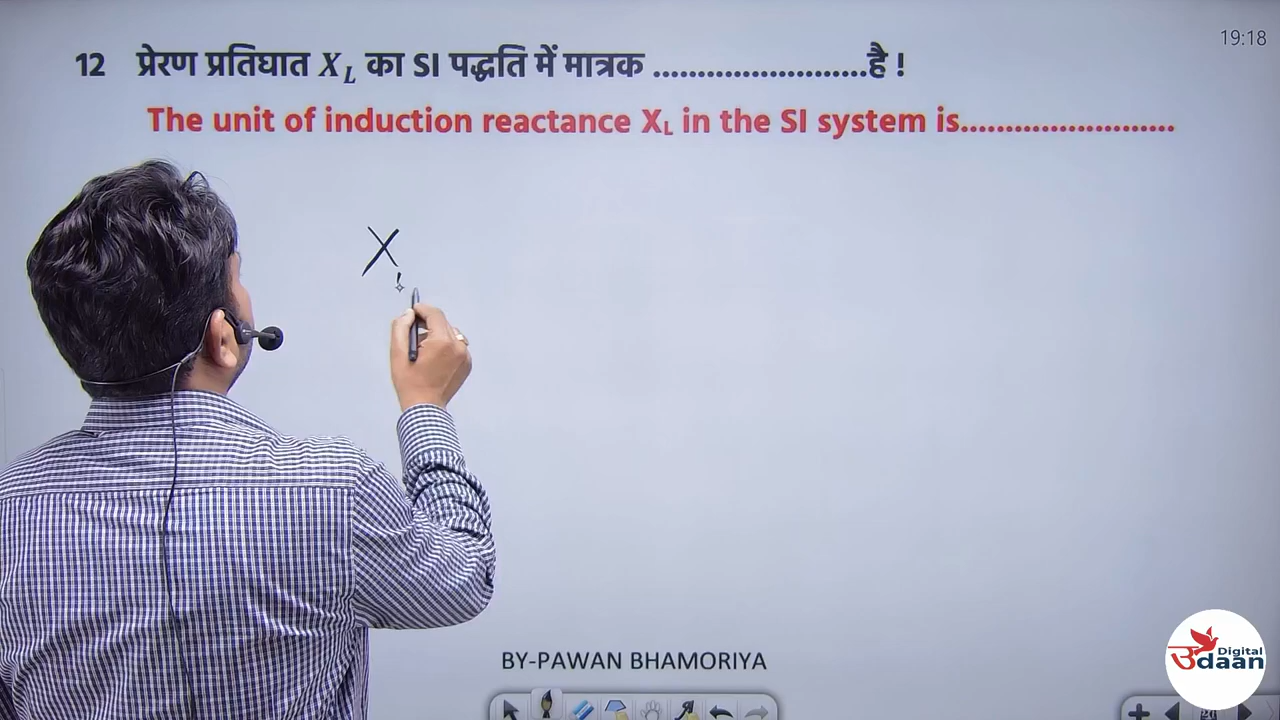 19:18
12 प्रेरण प्रतिघात X_L का SI पद्धति में मात्रक ........................है !
The unit of induction reactance X_L in the SI system is........................
X
BY-PAWAN BHAMORIYA
Digital
उdaan